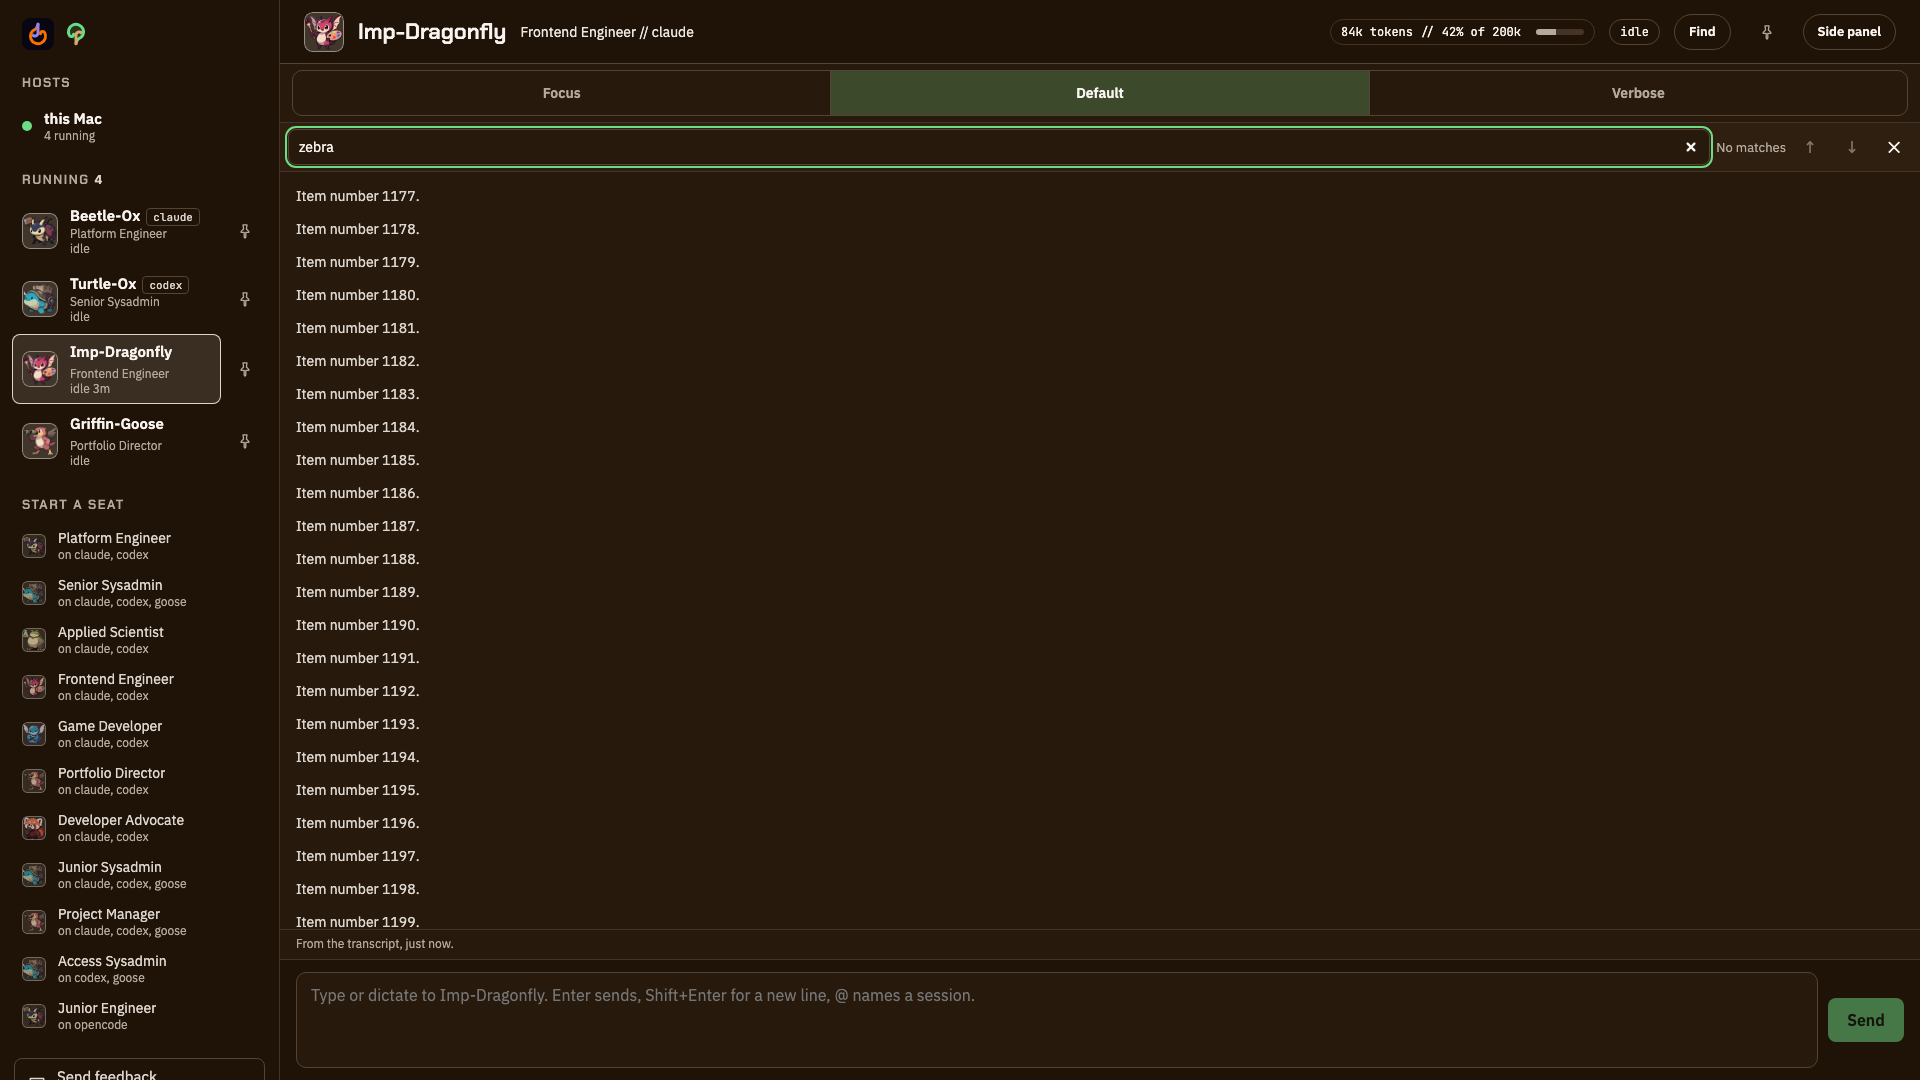 HOSTS
this Mac
4 running
RUNNING 4
Beetle-Ox claude
Platform Engineer
idle
Turtle-Ox codex
Senior Sysadmin
idle
Imp-Dragonfly
Frontend Engineer
idle 3m
Griffin-Goose
Portfolio Director
idle
START A SEAT
Platform Engineer
on claude, codex
Senior Sysadmin
on claude, codex, goose
Applied Scientist
on claude, codex
Frontend Engineer
on claude, codex
Game Developer
on claude, codex
Portfolio Director
on claude, codex
Developer Advocate
on claude, codex
Junior Sysadmin
on claude, codex, goose
Project Manager
on claude, codex, goose
Access Sysadmin
on codex, goose
Junior Engineer
on opencode
Send feedback
Imp-Dragonfly Frontend Engineer // claude
84k tokens // 42% of 200k
idle
Find
Side panel
Focus
Default
Verbose
zebra
No matches
Item number 1177.
Item number 1178.
Item number 1179.
Item number 1180.
Item number 1181.
Item number 1182.
Item number 1183.
Item number 1184.
Item number 1185.
Item number 1186.
Item number 1187.
Item number 1188.
Item number 1189.
Item number 1190.
Item number 1191.
Item number 1192.
Item number 1193.
Item number 1194.
Item number 1195.
Item number 1196.
Item number 1197.
Item number 1198.
Item number 1199.
From the transcript, just now.
Type or dictate to Imp-Dragonfly. Enter sends, Shift+Enter for a new line, @ names a session.
Send